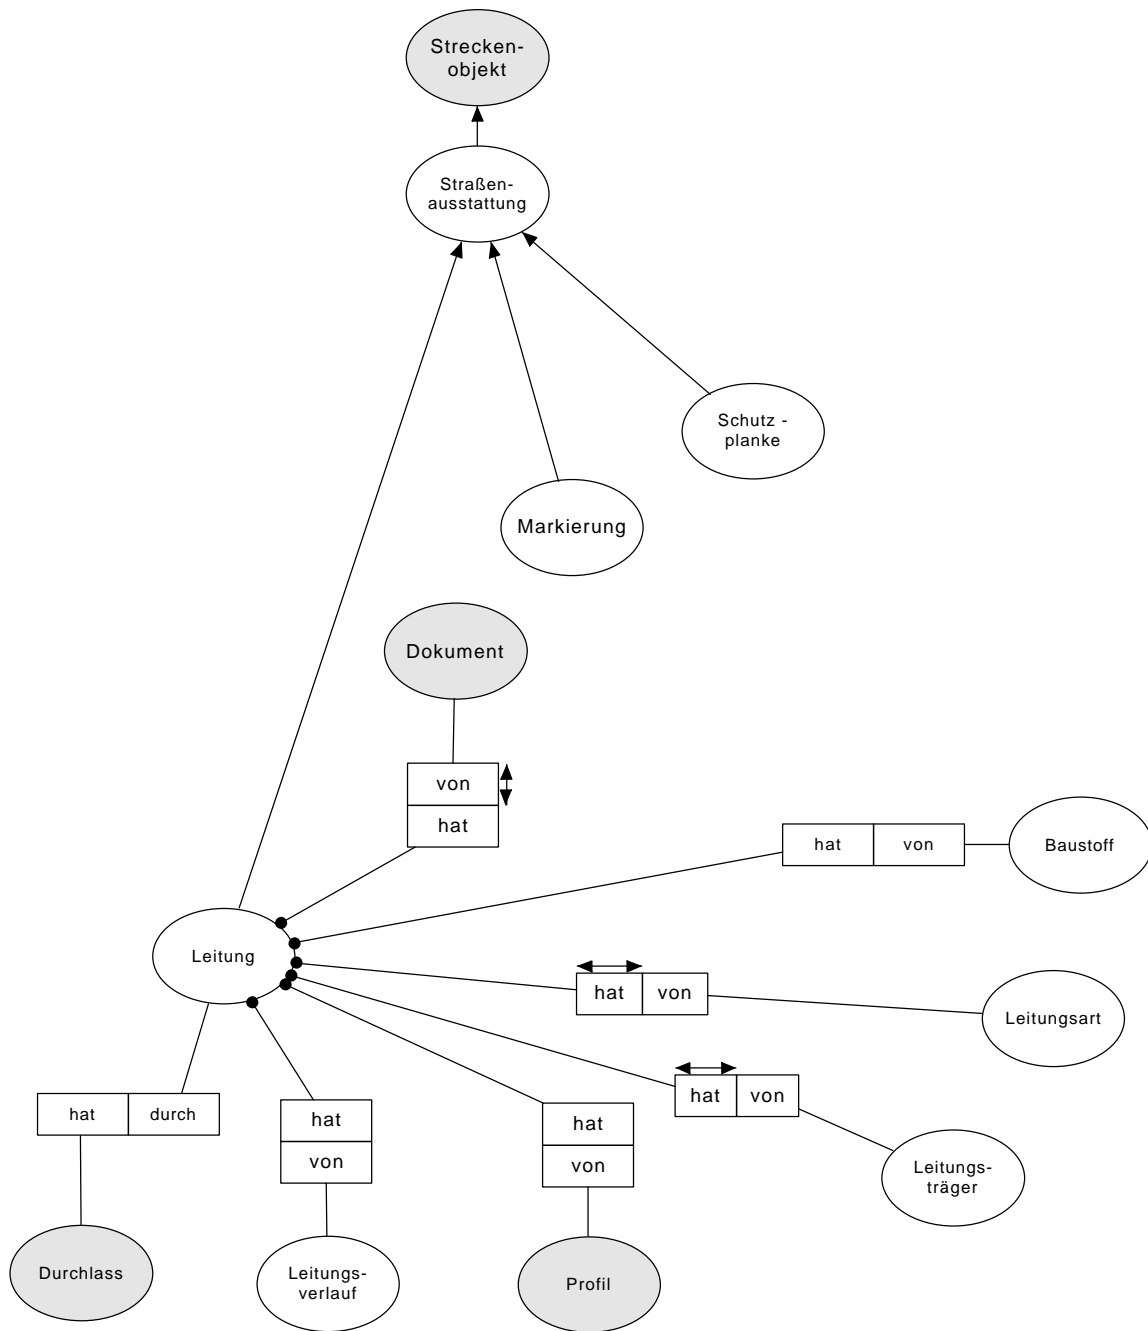 Strecken-
objekt
Straßen-
ausstattung
Schutz -
planke
Markierung
Dokument
von
hat
hat von
Baustoff
Leitung
hat von
Leitungsart
hat von
Leitungs-
träger
hat durch
hat
von
hat
von
Durchlass
Leitungs-
verlauf
Profil